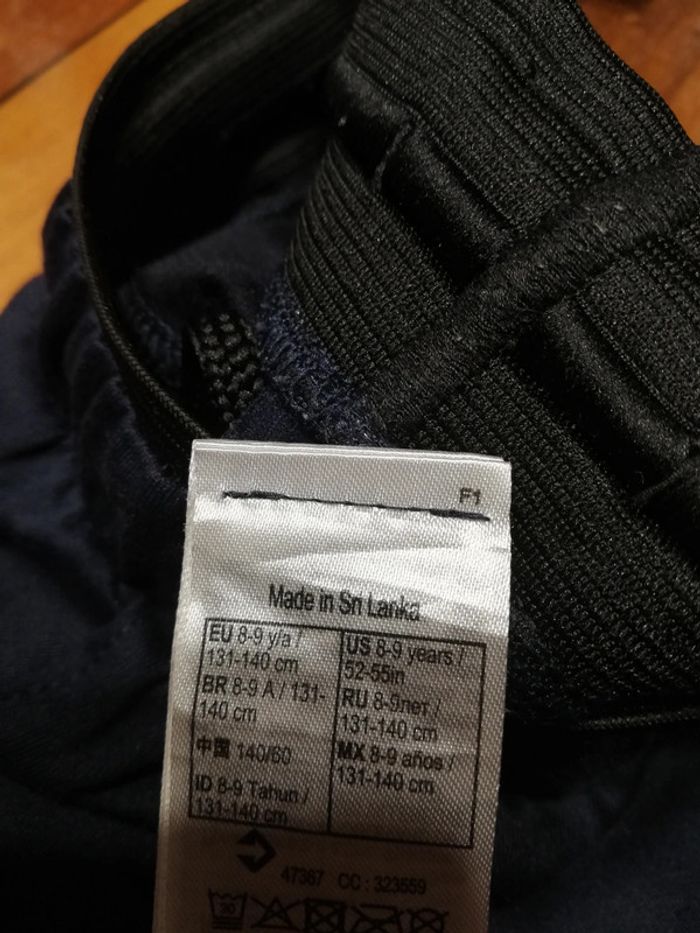 F1
Made in Sri Lanka
EU 8-9 y/a /
131-140 cm
BR 8-9 A / 131-
140 cm
中国 140/60
ID 8-9 Tahun /
131-140 cm
US 8-9 years /
52-55in
RU 8-9лет /
131-140 cm
MX 8-9 años /
131-140 cm
47367 CC : 323559
30